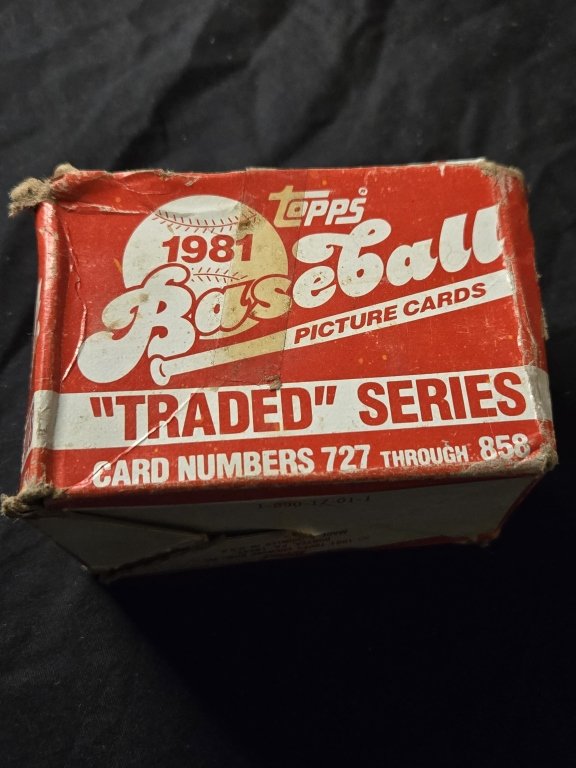 TOPPS®
1981
Baseball
PICTURE CARDS
"TRADED" SERIES
CARD NUMBERS 727 THROUGH 858